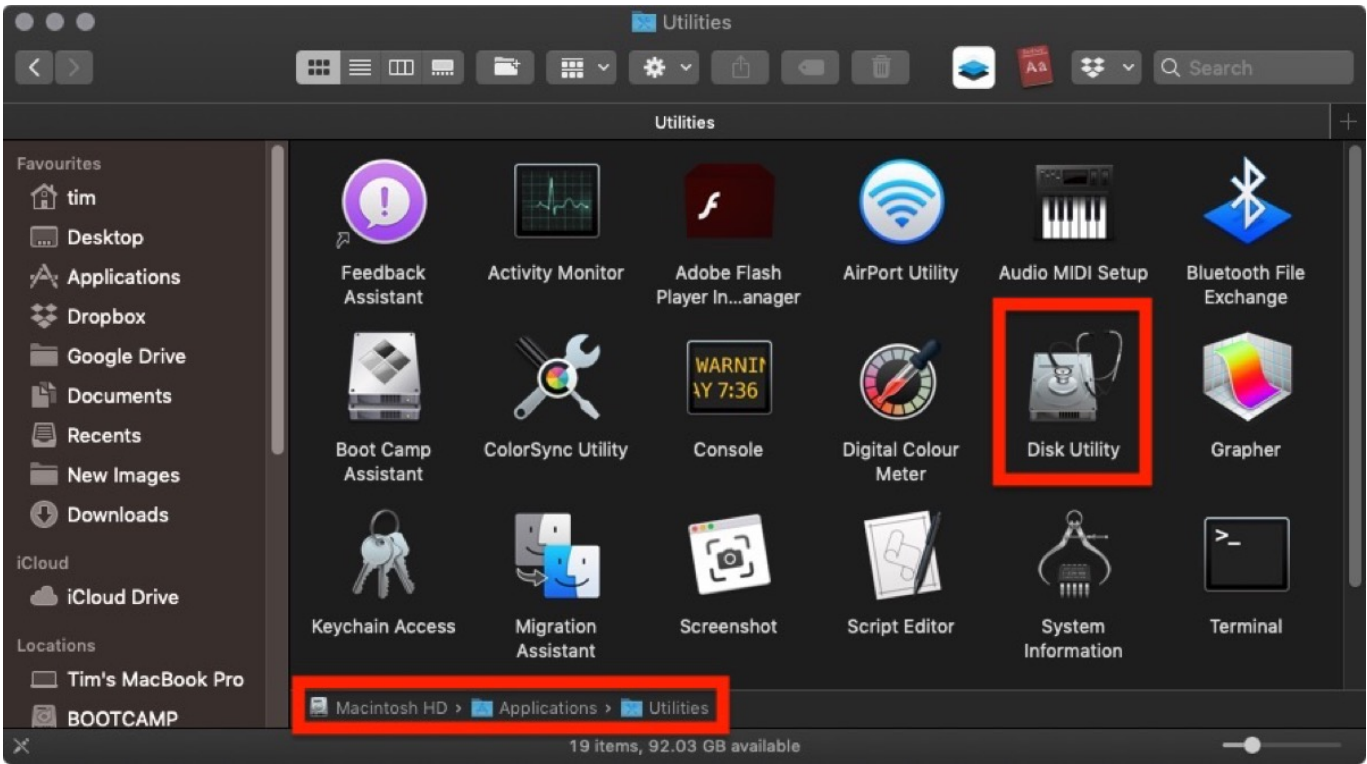 Utilities
Search
Utilities
Favourites
tim
Desktop
Applications
Dropbox
Google Drive
Documents
Recents
New Images
Downloads
iCloud
iCloud Drive
Locations
Tim's MacBook Pro
BOOTCAMP
Feedback
Assistant
Activity Monitor
Adobe Flash
Player In...anager
AirPort Utility
Audio MIDI Setup
Bluetooth File
Exchange
Boot Camp
Assistant
ColorSync Utility
WARNIN
AY 7:36
Console
Digital Colour
Meter
Disk Utility
Grapher
Keychain Access
Migration
Assistant
Screenshot
Script Editor
System
Information
>_
Terminal
Macintosh HD › Applications › Utilities
19 items, 92.03 GB available
Aa